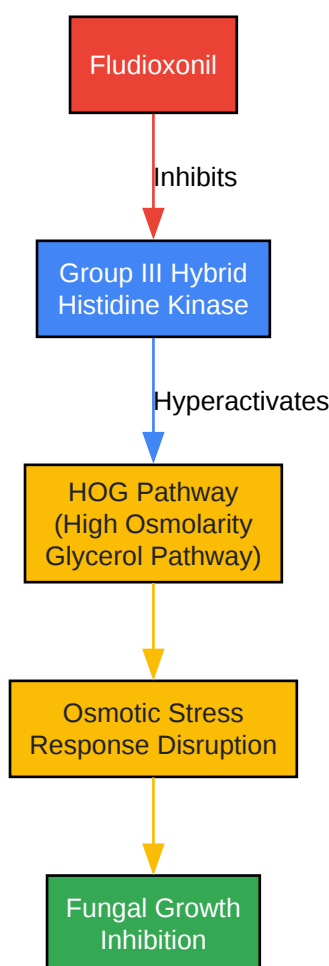 Fludioxonil
Inhibits
Group III Hybrid
Histidine Kinase
Hyperactivates
HOG Pathway
(High Osmolarity
Glycerol Pathway)
Osmotic Stress
Response Disruption
Fungal Growth
Inhibition